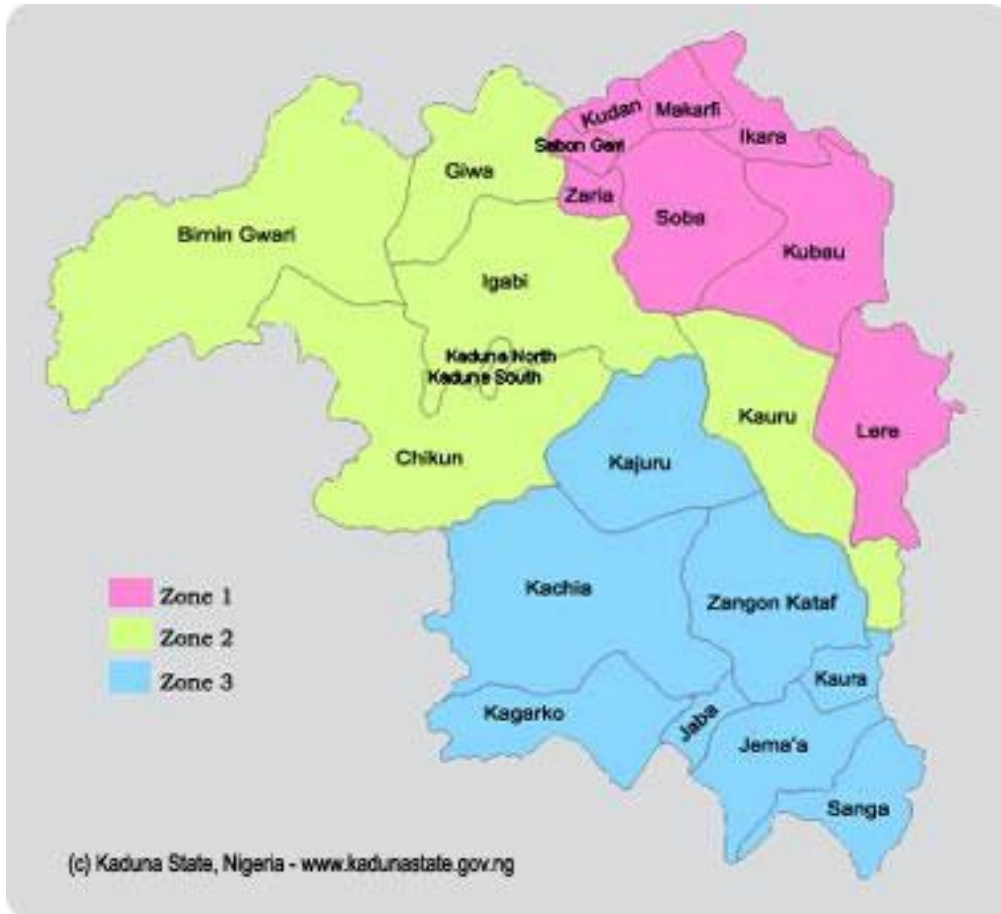 Makarfi
Kudan
Ikara
Sabon Gari
Giwa
Zaria
Soba
Bimin Gwari
Kubau
Igabi
Kaduna North
Kaduna South
Kauru
Lere
Chikun
Kajuru
Kachia
Zangon Kataf
Zone 1
Zone 2
Zone 3
Kaura
Kagarko
Jaba
Jema'a
Sanga
(c) Kaduna State, Nigeria - www.kadunastate.gov.ng